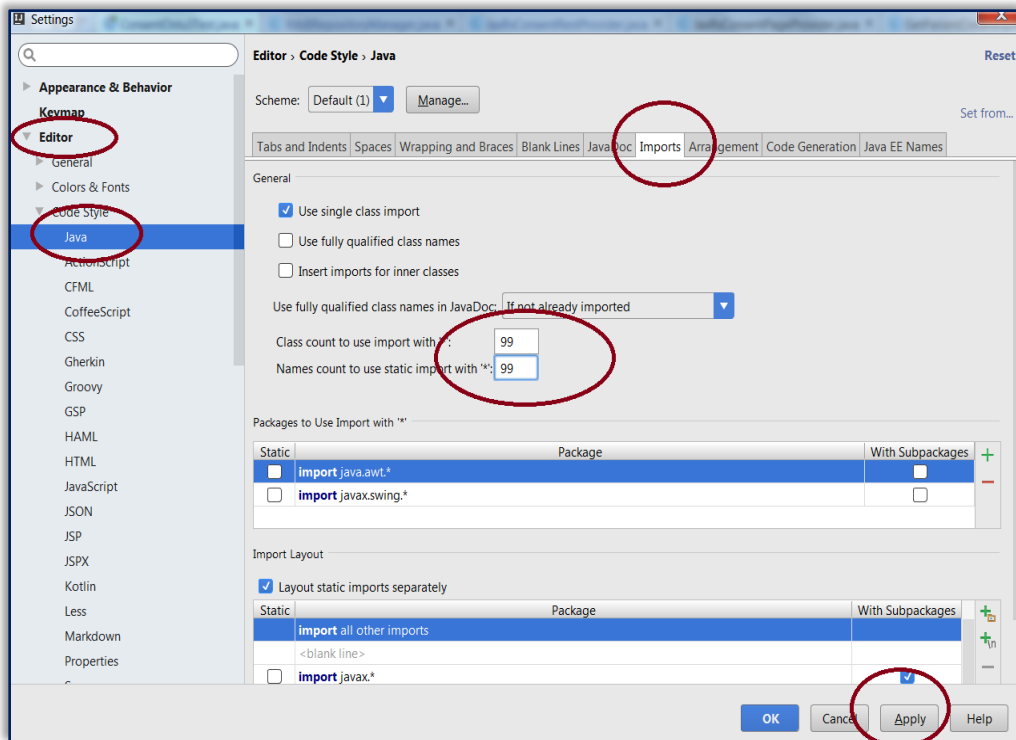 Settings
Editor › Code Style › Java
Reset
Appearance & Behavior
Keymap
Editor
General
Colors & Fonts
Code Style
Java
ActionScript
CFML
CoffeeScript
CSS
Gherkin
Groovy
GSP
HAML
HTML
JavaScript
JSON
JSP
JSPX
Kotlin
Less
Markdown
Properties
Scheme: Default (1) Manage...
Set from...
Tabs and Indents Spaces Wrapping and Braces Blank Lines JavaDoc Imports Arrangement Code Generation Java EE Names
General
Use single class import
Use fully qualified class names
Insert imports for inner classes
Use fully qualified class names in JavaDoc: If not already imported
Class count to use import with '*': 99
Names count to use static import with '*': 99
Packages to Use Import with '*'
Static Package With Subpackages
import java.awt.*
import javax.swing.*
Import Layout
Layout static imports separately
Static Package With Subpackages
import all other imports
<blank line>
import javax.*
OK Cancel Apply Help